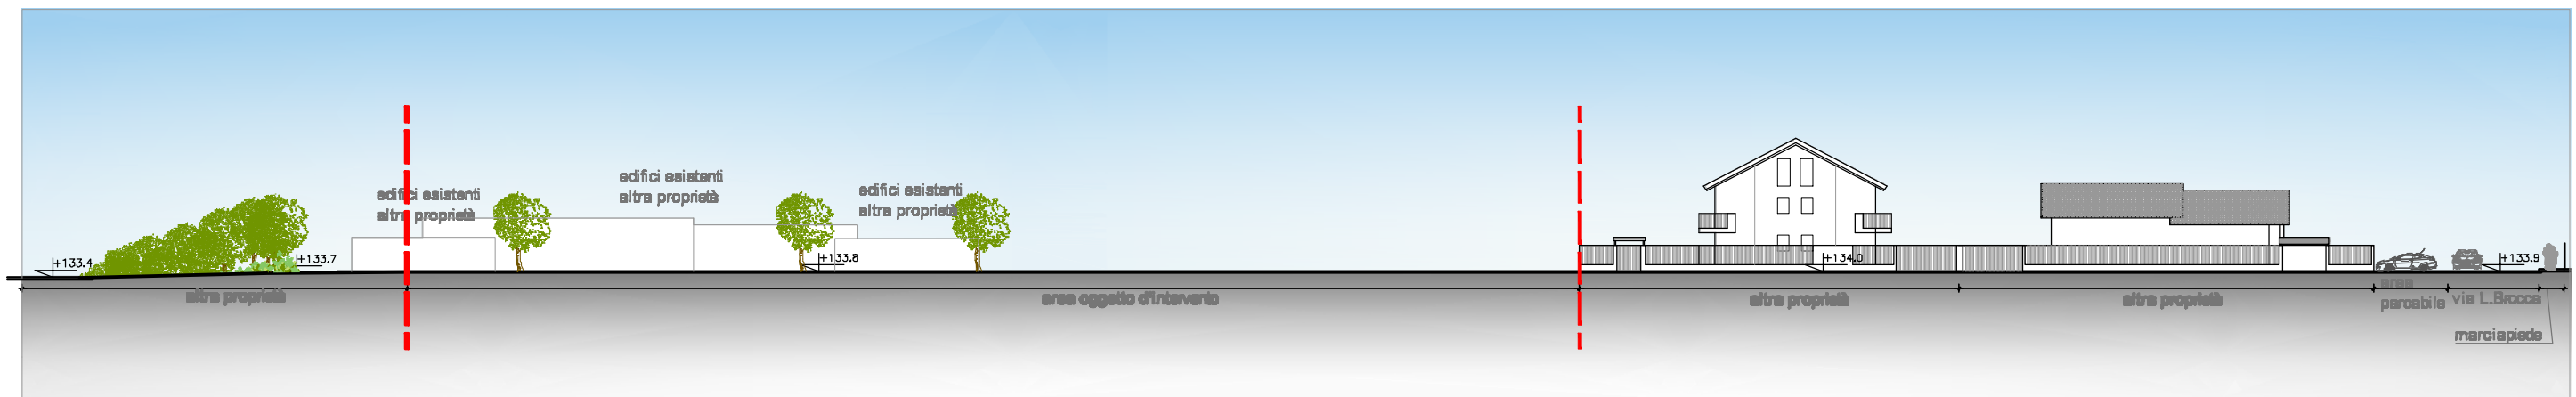 edifici esistenti
altra proprietà
edifici esistenti
altra proprietà
edifici esistenti
altra proprietà
+133.4
+133.7
+133.8
+134.0
+133.9
altra proprietà
area oggetto d'intervento
altra proprietà
altra proprietà
area
parcabile
via L.Brocca
marciapiede